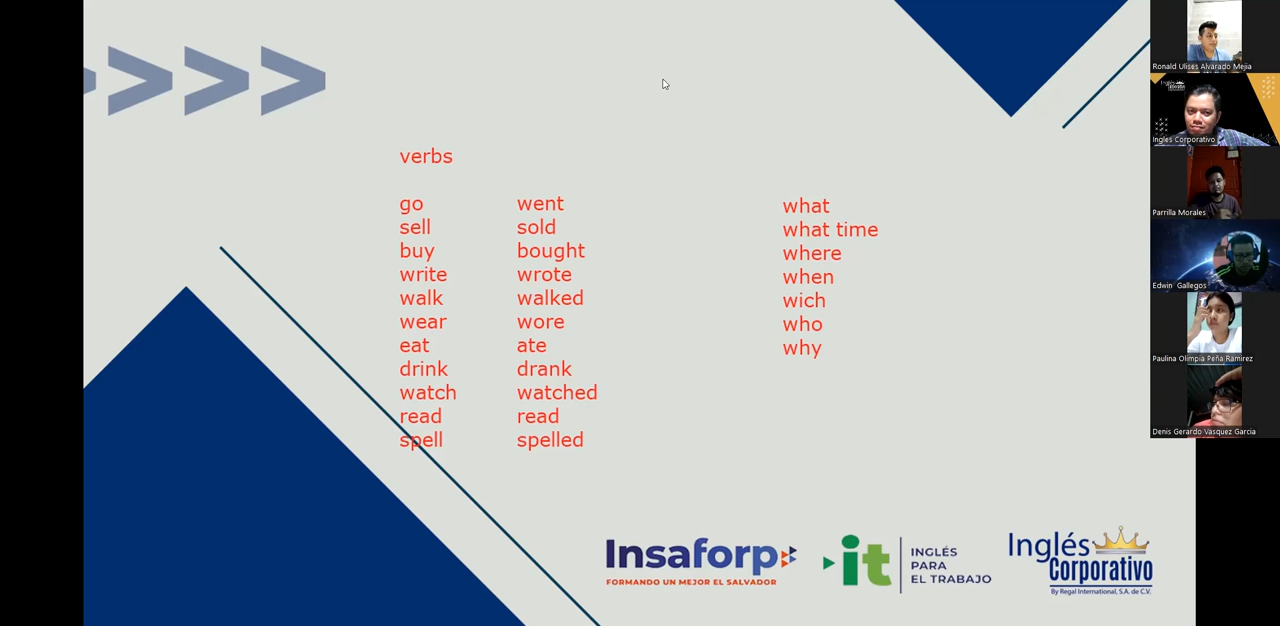 verbs
go went
sell sold
buy bought
write wrote
walk walked
wear wore
eat ate
drink drank
watch watched
read read
spell spelled
what
what time
where
when
wich
who
why
Insaforp
FORMANDO UN MEJOR EL SALVADOR
it
INGLÉS
PARA
EL TRABAJO
Inglés
Corporativo
By Regal International, S.A. de C.V.
Ronald Ulises Alvarado Mejia
Ingles Corporativo
Parrilla Morales
Edwin Gallegos
Paulina Olimpia Peña Ramirez
Denis Gerardo Vasquez Garcia